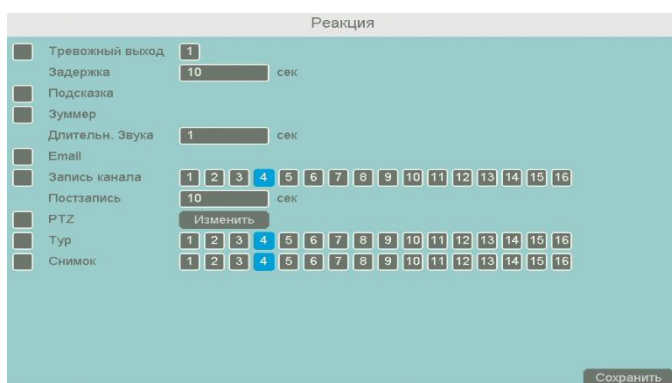 Реакция
Тревожный выход 1
Задержка 10 сек
Подсказка
Зуммер
Длительн. Звука 1 сек
Email
Запись канала 1 2 3 4 5 6 7 8 9 10 11 12 13 14 15 16
Постзапись 10 сек
PTZ Изменить
Тур 1 2 3 4 5 6 7 8 9 10 11 12 13 14 15 16
Снимок 1 2 3 4 5 6 7 8 9 10 11 12 13 14 15 16
Сохранить